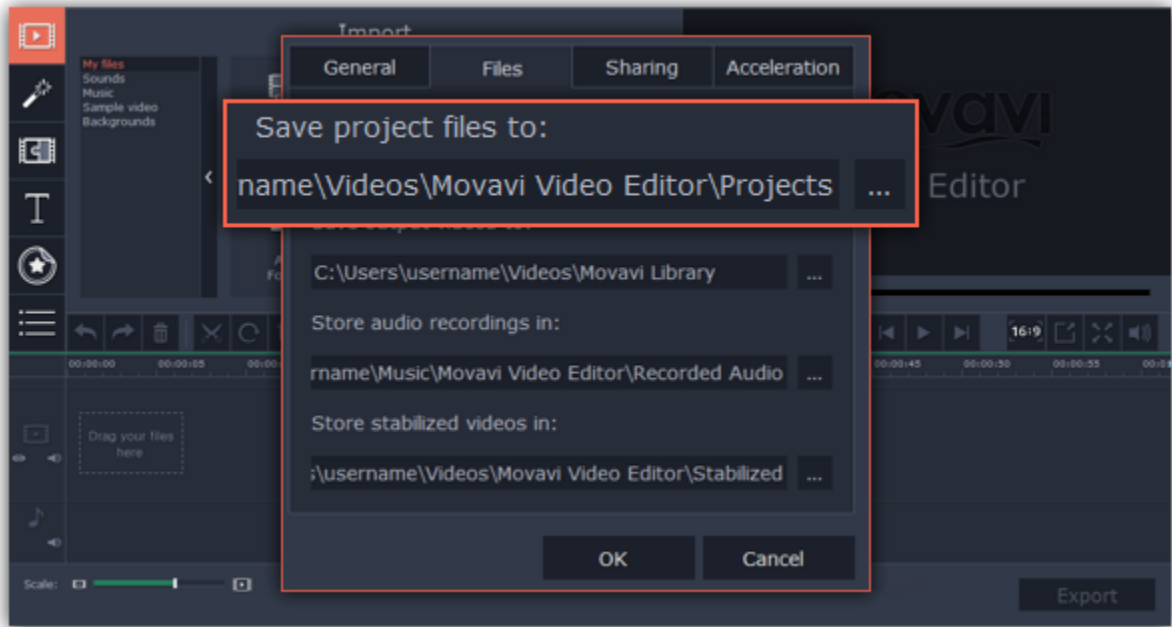 Import
My files
Sounds
Music
Sample video
Backgrounds
General Files Sharing Acceleration
Save project files to:
name\Videos\Movavi Video Editor\Projects ...
Editor
C:\Users\username\Videos\Movavi Library ...
Store audio recordings in:
rname\Music\Movavi Video Editor\Recorded Audio ...
Store stabilized videos in:
s\username\Videos\Movavi Video Editor\Stabilized ...
OK Cancel
16:9
00:00:00 00:00:05 00:00:45 00:00:50 00:00:55
Drag your files
here
Scale:
Export